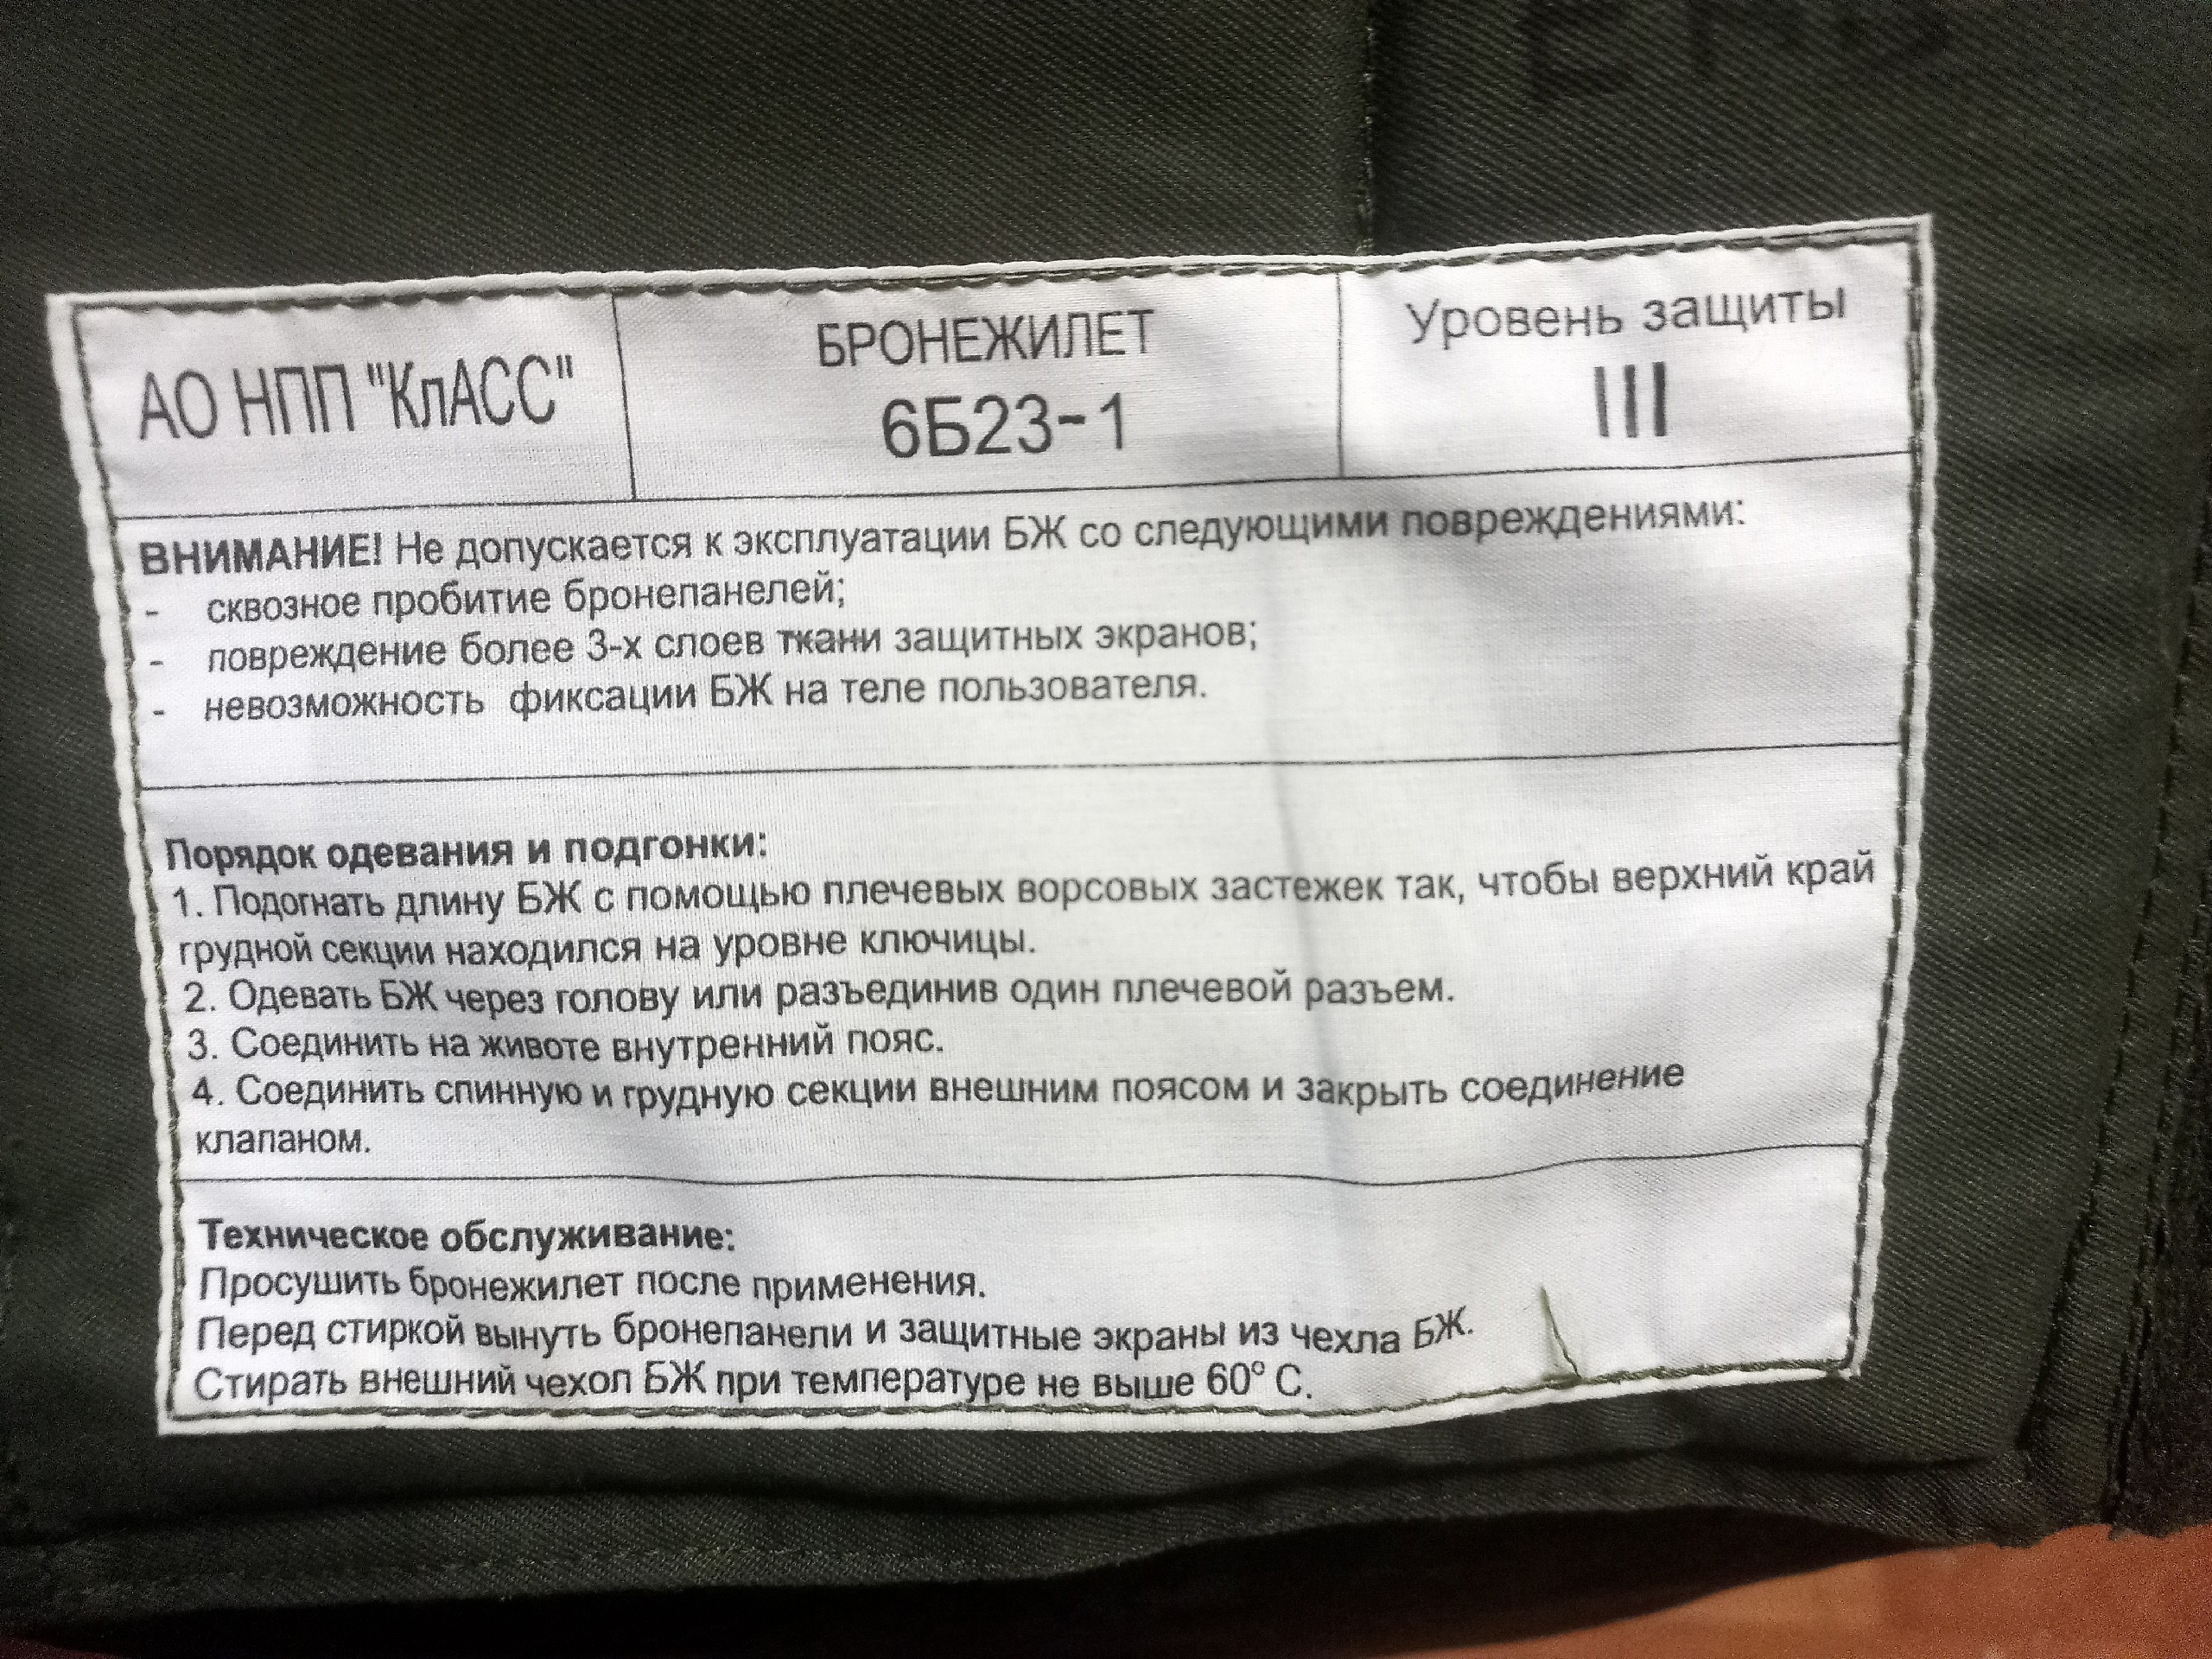 АО НПП "КлАСС"
БРОНЕЖИЛЕТ
6Б23-1
Уровень защиты
III
ВНИМАНИЕ! Не допускается к эксплуатации БЖ со следующими повреждениями:
- сквозное пробитие бронепанелей;
- повреждение более 3-х слоев ткани защитных экранов;
- невозможность фиксации БЖ на теле пользователя.
Порядок одевания и подгонки:
1. Подогнать длину БЖ с помощью плечевых ворсовых застежек так, чтобы верхний край
грудной секции находился на уровне ключицы.
2. Одевать БЖ через голову или разъединив один плечевой разъем.
3. Соединить на животе внутренний пояс.
4. Соединить спинную и грудную секции внешним поясом и закрыть соединение
клапаном.
Техническое обслуживание:
Просушить бронежилет после применения.
Перед стиркой вынуть бронепанели и защитные экраны из чехла БЖ.
Стирать внешний чехол БЖ при температуре не выше 60° С.